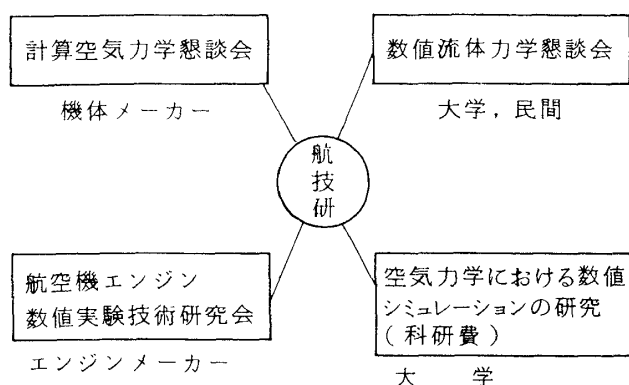 計算空気力学懇談会
機体メーカー
数値流体力学懇談会
大学，民間
航技研
航空機エンジン
数値実験技術研究会
エンジンメーカー
空気力学における数値
シミュレーションの研究
(科研費)
大　学